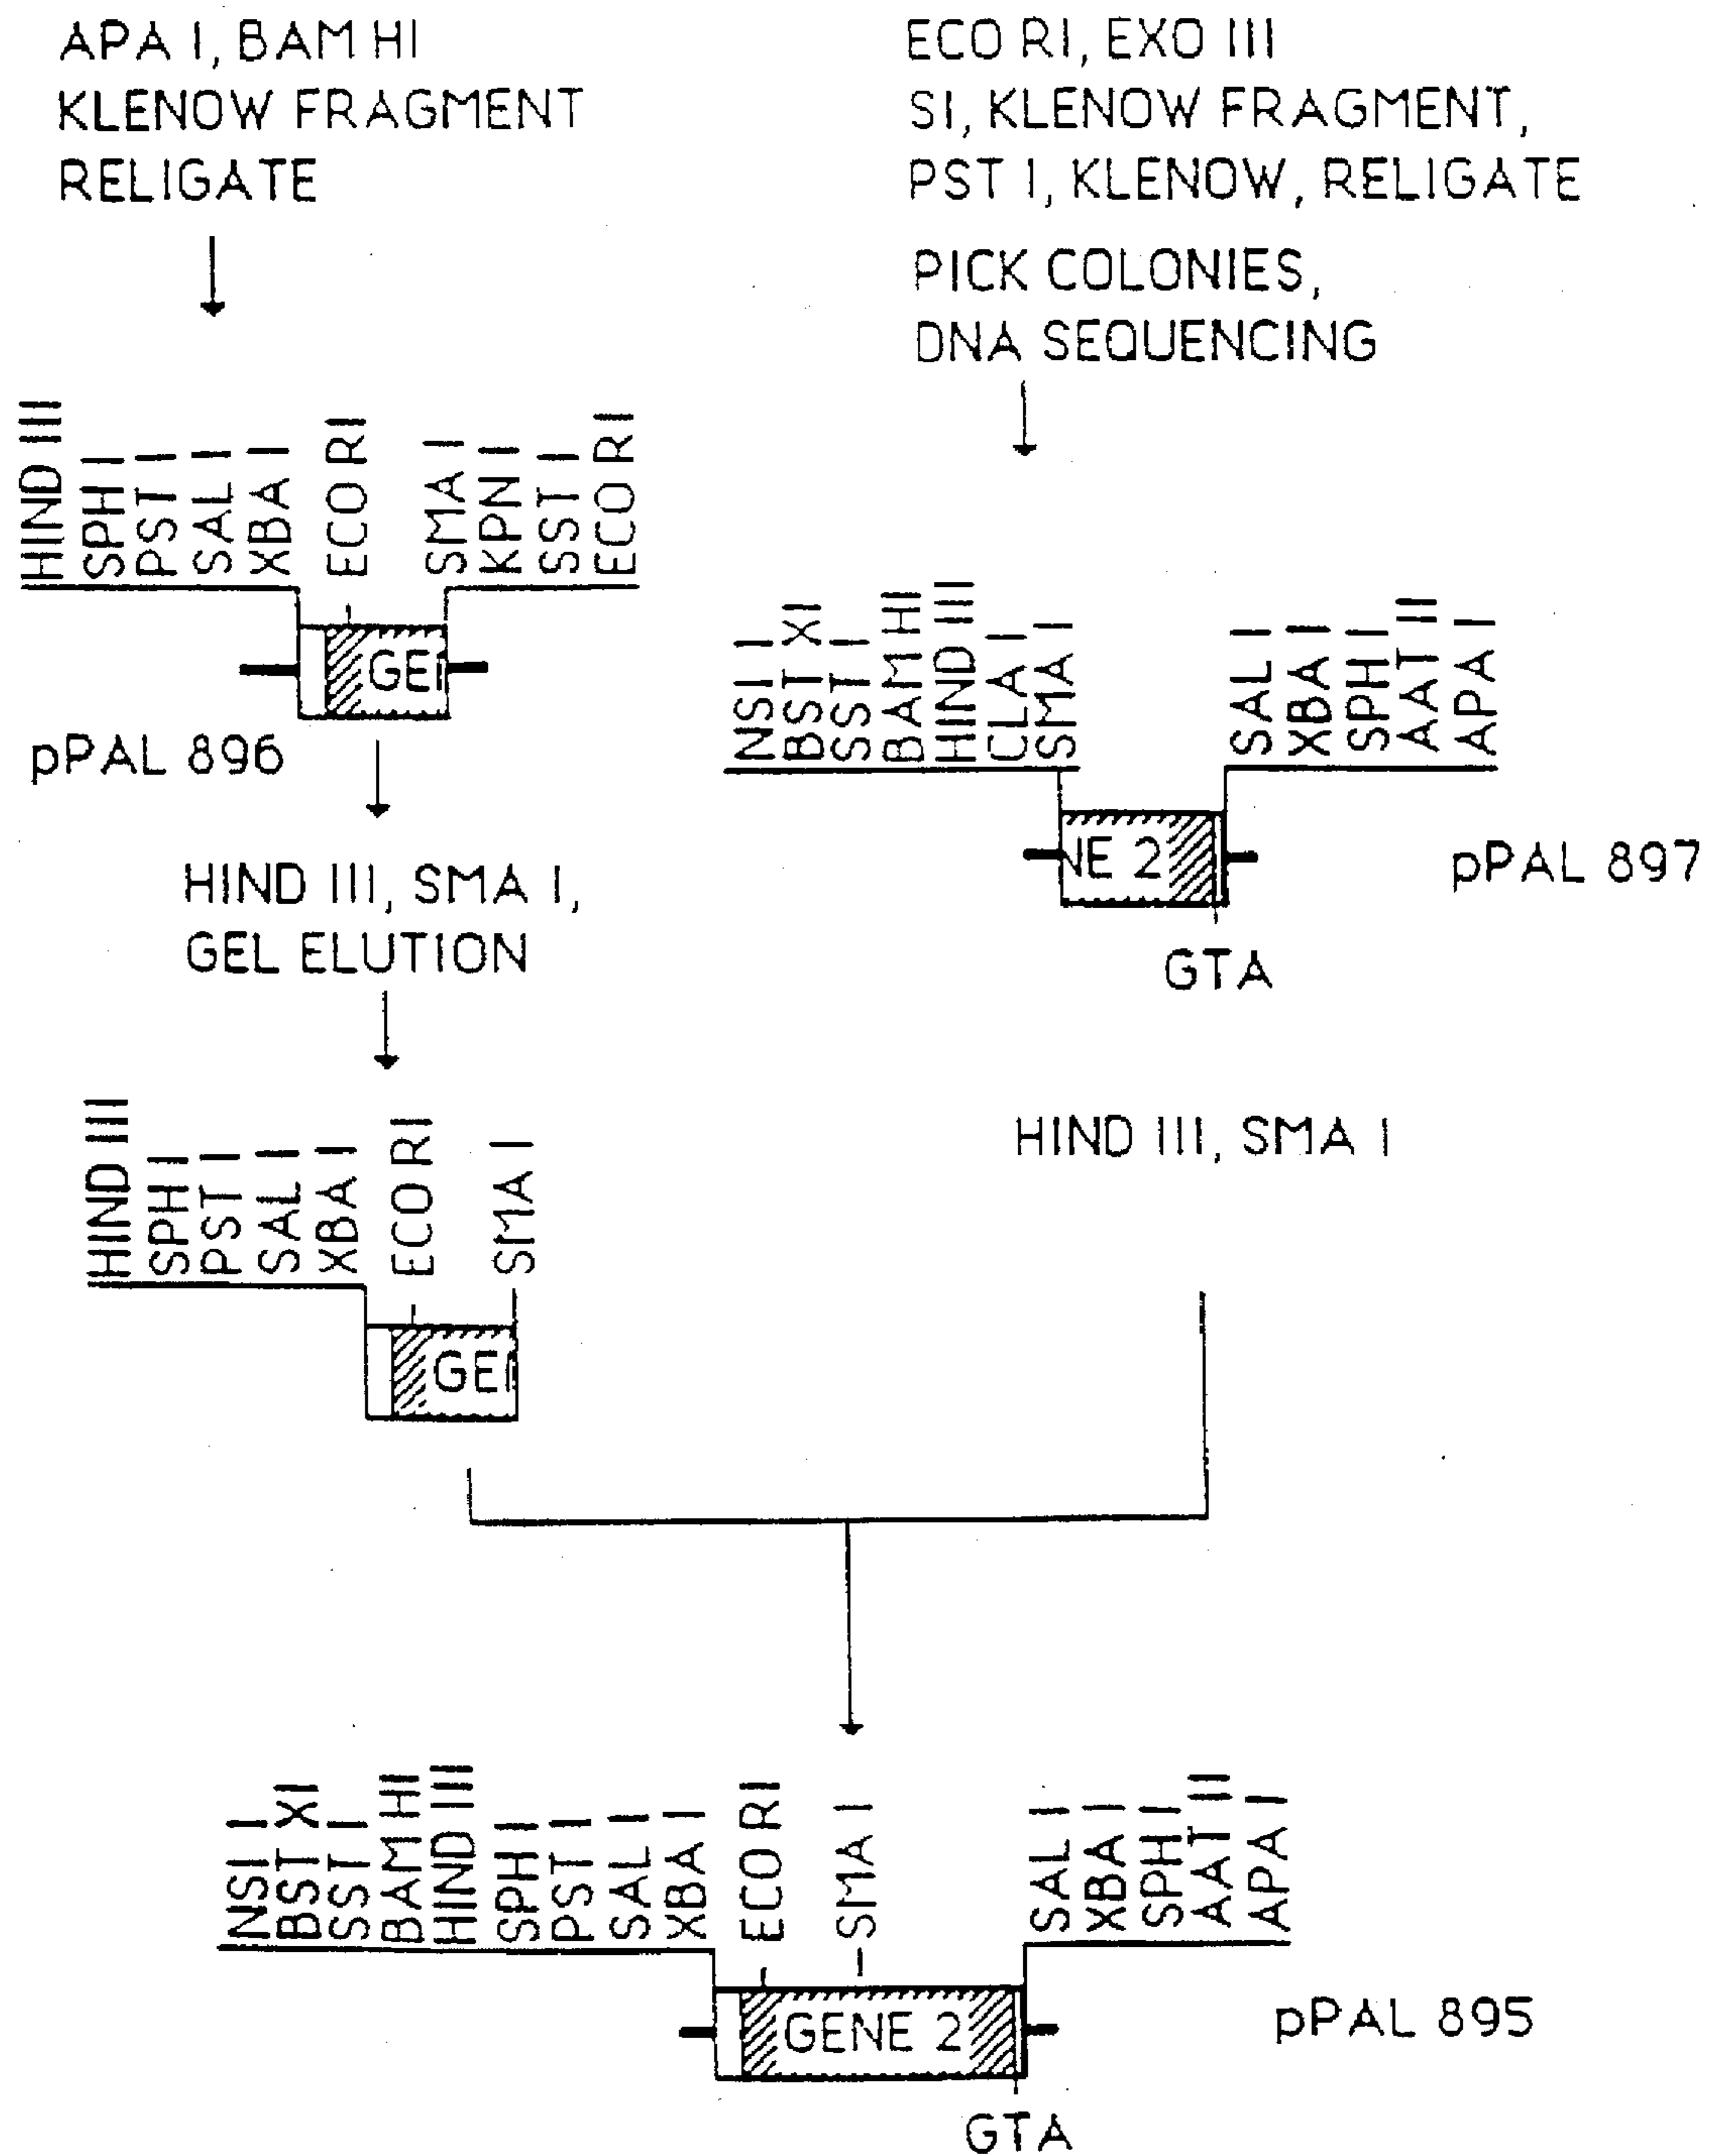 APA I, BAM HI
KLENOW FRAGMENT
RELIGATE
ECO RI, EXO III
SI, KLENOW FRAGMENT,
PST I, KLENOW, RELIGATE
PICK COLONIES,
DNA SEQUENCING
HIND III
SPH I
PST I
SAL I
XBA I
ECO RI
SMA I
KPN I
SST I
ECO RI
GE
pPAL 896
NSI I
BST XI
SST I
BAM HI
HIND III
CLA I
SMA I
SAL I
XBA I
SPH I
AAT II
APA I
NE 2
pPAL 897
GTA
HIND III, SMA I,
GEL ELUTION
HIND III
SPH I
PST I
SAL I
XBA I
ECO RI
SMA I
GE
HIND III, SMA I
NSI I
BST XI
SST I
BAM HI
HIND III
SPH I
PST I
SAL I
XBA I
ECO RI
SMA I
SAL I
XBA I
SPH I
AAT II
APA I
GENE 2
pPAL 895
GTA